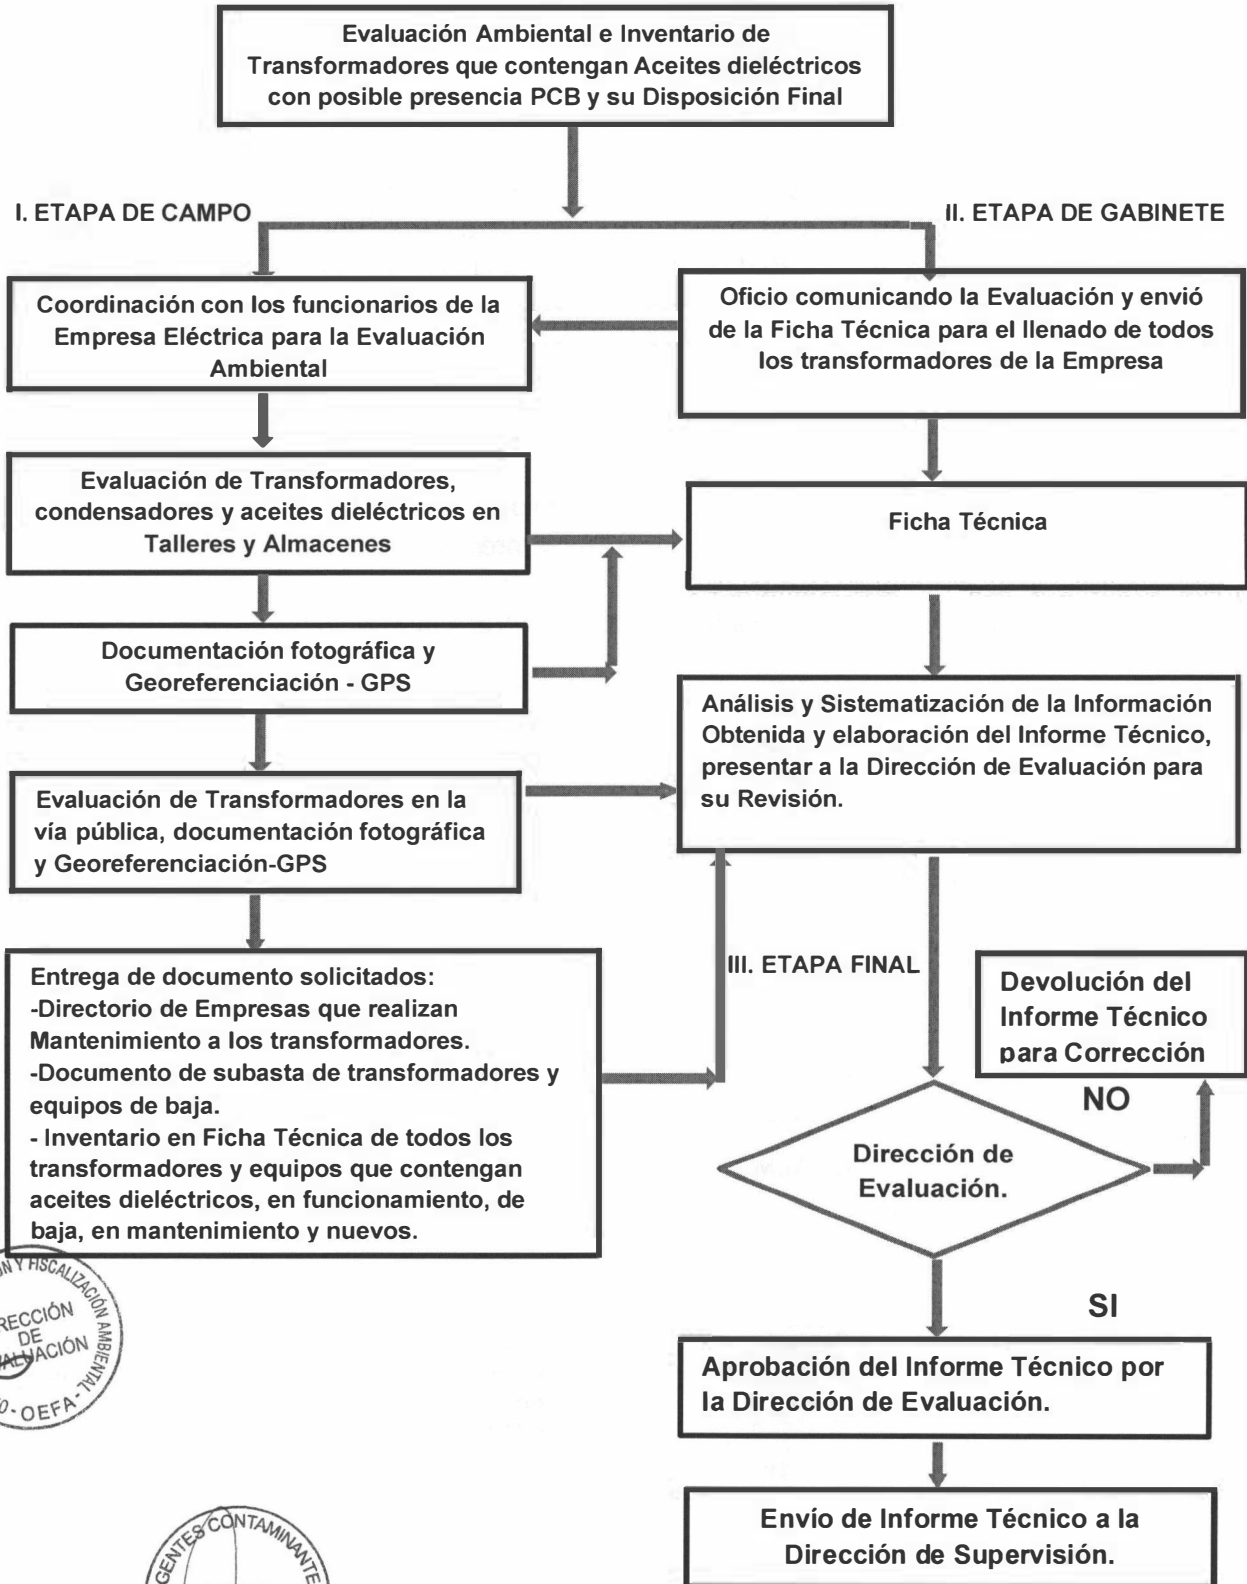 Evaluación Ambiental e Inventario de
Transformadores que contengan Aceites dieléctricos
con posible presencia PCB y su Disposición Final
I. ETAPA DE CAMPO
II. ETAPA DE GABINETE
Coordinación con los funcionarios de la
Empresa Eléctrica para la Evaluación
Ambiental
Oficio comunicando la Evaluación y envió
de la Ficha Técnica para el llenado de todos
los transformadores de la Empresa
Evaluación de Transformadores,
condensadores y aceites dieléctricos en
Talleres y Almacenes
Ficha Técnica
Documentación fotográfica y
Georeferenciación - GPS
Análisis y Sistematización de la Información
Obtenida y elaboración del Informe Técnico,
presentar a la Dirección de Evaluación para
su Revisión.
Evaluación de Transformadores en la
vía pública, documentación fotográfica
y Georeferenciación-GPS
Entrega de documento solicitados:
-Directorio de Empresas que realizan
Mantenimiento a los transformadores.
-Documento de subasta de transformadores y
equipos de baja.
- Inventario en Ficha Técnica de todos los
transformadores y equipos que contengan
aceites dieléctricos, en funcionamiento, de
baja, en mantenimiento y nuevos.
III. ETAPA FINAL
Devolución del
Informe Técnico
para Corrección
NO
Dirección de
Evaluación.
SI
Aprobación del Informe Técnico por
la Dirección de Evaluación.
Envío de Informe Técnico a la
Dirección de Supervisión.
Y FISCALIZACIÓN AMBIENTAL
DE
OEFA
CONTAMINANTE